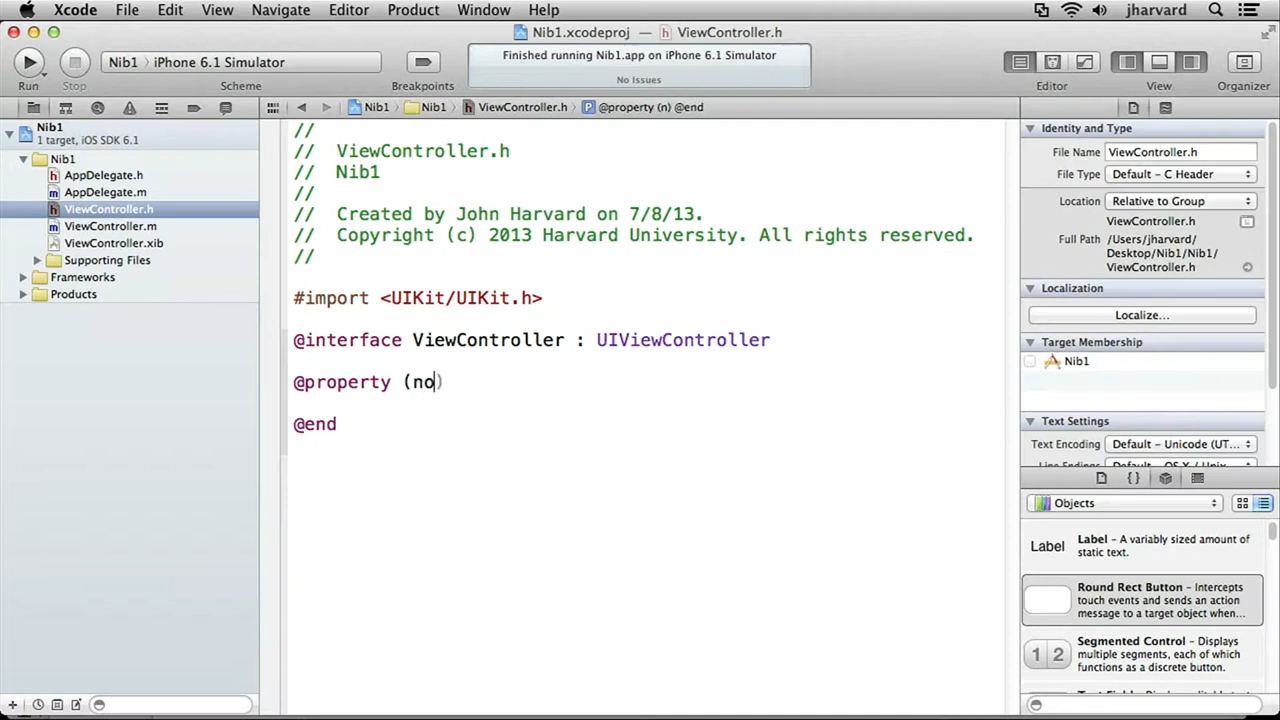 Xcode File Edit View Navigate Editor Product Window Help jharvard
Nib1.xcodeproj — ViewController.h
Nib1 iPhone 6.1 Simulator
Finished running Nib1.app on iPhone 6.1 Simulator
No Issues
Run Stop Scheme Breakpoints Editor View Organizer
Nib1 Nib1 ViewController.h @property (n) @end
Nib1
1 target, iOS SDK 6.1
Nib1
AppDelegate.h
AppDelegate.m
ViewController.h
ViewController.m
ViewController.xib
Supporting Files
Frameworks
Products
//
// ViewController.h
// Nib1
//
// Created by John Harvard on 7/8/13.
// Copyright (c) 2013 Harvard University. All rights reserved.
//
#import <UIKit/UIKit.h>
@interface ViewController : UIViewController
@property (no)
@end
Identity and Type
File Name ViewController.h
File Type Default - C Header
Location Relative to Group
ViewController.h
Full Path /Users/jharvard/
Desktop/Nib1/Nib1/
ViewController.h
Localization
Localize...
Target Membership
Nib1
Text Settings
Text Encoding Default - Unicode (UT...
Objects
Label
Label - A variably sized amount of
static text.
Round Rect Button - Intercepts
touch events and sends an action
message to a target object when...
1 2
Segmented Control - Displays
multiple segments, each of which
functions as a discrete button.